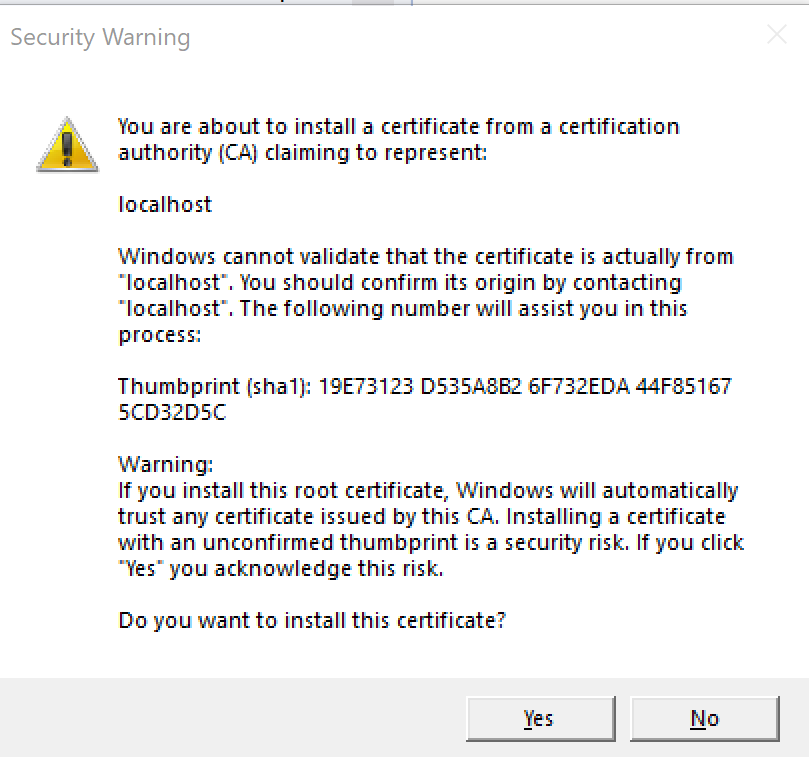 Security Warning
You are about to install a certificate from a certification
authority (CA) claiming to represent:
localhost
Windows cannot validate that the certificate is actually from
"localhost". You should confirm its origin by contacting
"localhost". The following number will assist you in this
process:
Thumbprint (sha1): 19E73123 D535A8B2 6F732EDA 44F85167
5CD32D5C
Warning:
If you install this root certificate, Windows will automatically
trust any certificate issued by this CA. Installing a certificate
with an unconfirmed thumbprint is a security risk. If you click
"Yes" you acknowledge this risk.
Do you want to install this certificate?
Yes No